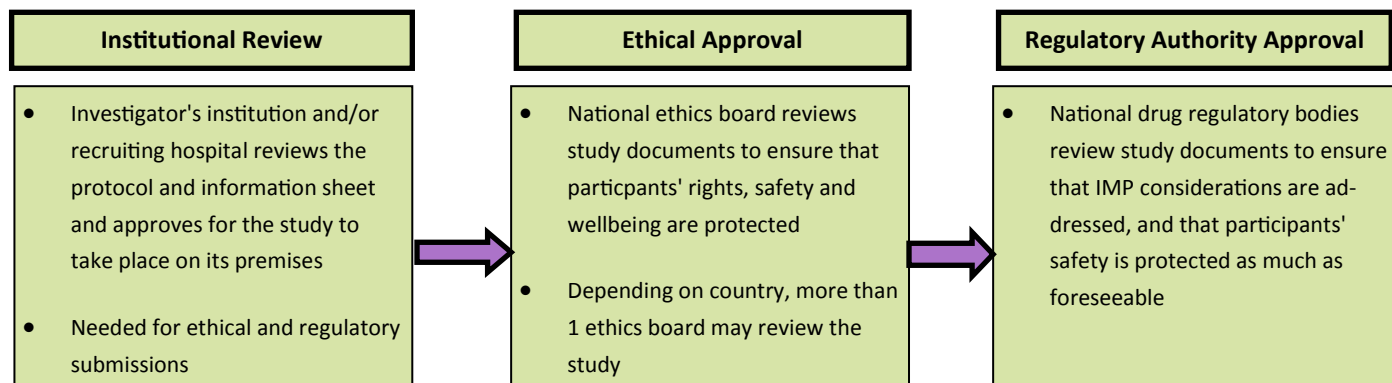 Institutional Review
• Investigator's institution and/or
recruiting hospital reviews the
protocol and information sheet
and approves for the study to
take place on its premises
• Needed for ethical and regulatory
submissions
Ethical Approval
• National ethics board reviews
study documents to ensure that
particpants' rights, safety and
wellbeing are protected
• Depending on country, more than
1 ethics board may review the
study
Regulatory Authority Approval
• National drug regulatory bodies
review study documents to ensure
that IMP considerations are ad-
dressed, and that participants'
safety is protected as much as
foreseeable